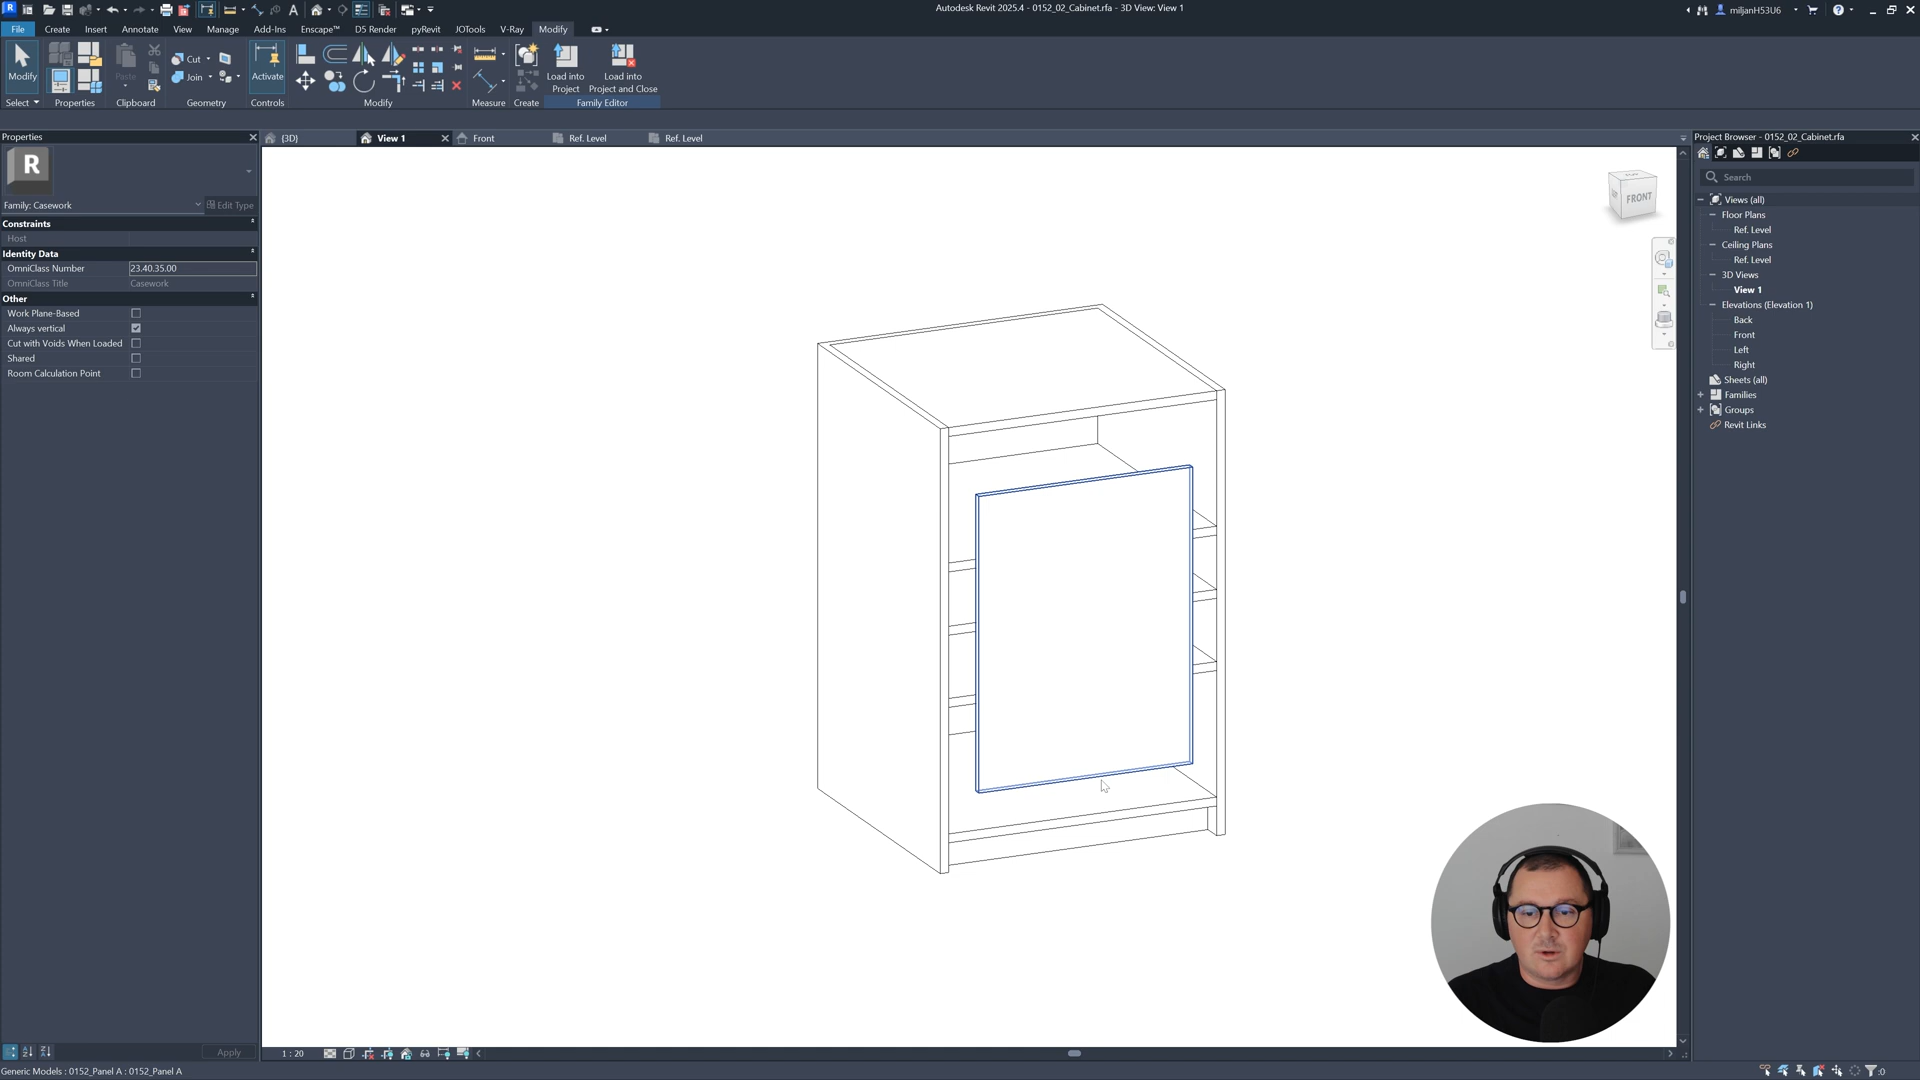 Autodesk Revit 2025.4 - 0152_02_Cabinet.rfa - 3D View: View 1
miljanH53U6
File
Create
Insert
Annotate
View
Manage
Add-Ins
Enscape™
D5 Render
pyRevit
JOTools
V-Ray
Modify
Modify
Paste
Cut
Join
Activate
Load into
Project
Load into
Project and Close
Select
Properties
Clipboard
Geometry
Controls
Modify
Measure
Create
Family Editor
Properties
{3D}
View 1
Front
Ref. Level
Ref. Level
Project Browser - 0152_02_Cabinet.rfa
R
Family: Casework
Edit Type
Constraints
Host
Identity Data
OmniClass Number
23.40.35.00
OmniClass Title
Casework
Other
Work Plane-Based
Always vertical
Cut with Voids When Loaded
Shared
Room Calculation Point
FRONT
Search
Views (all)
Floor Plans
Ref. Level
Ceiling Plans
Ref. Level
3D Views
View 1
Elevations (Elevation 1)
Back
Front
Left
Right
Sheets (all)
Families
Groups
Revit Links
Apply
1 : 20
Generic Models : 0152_Panel A : 0152_Panel A
:0